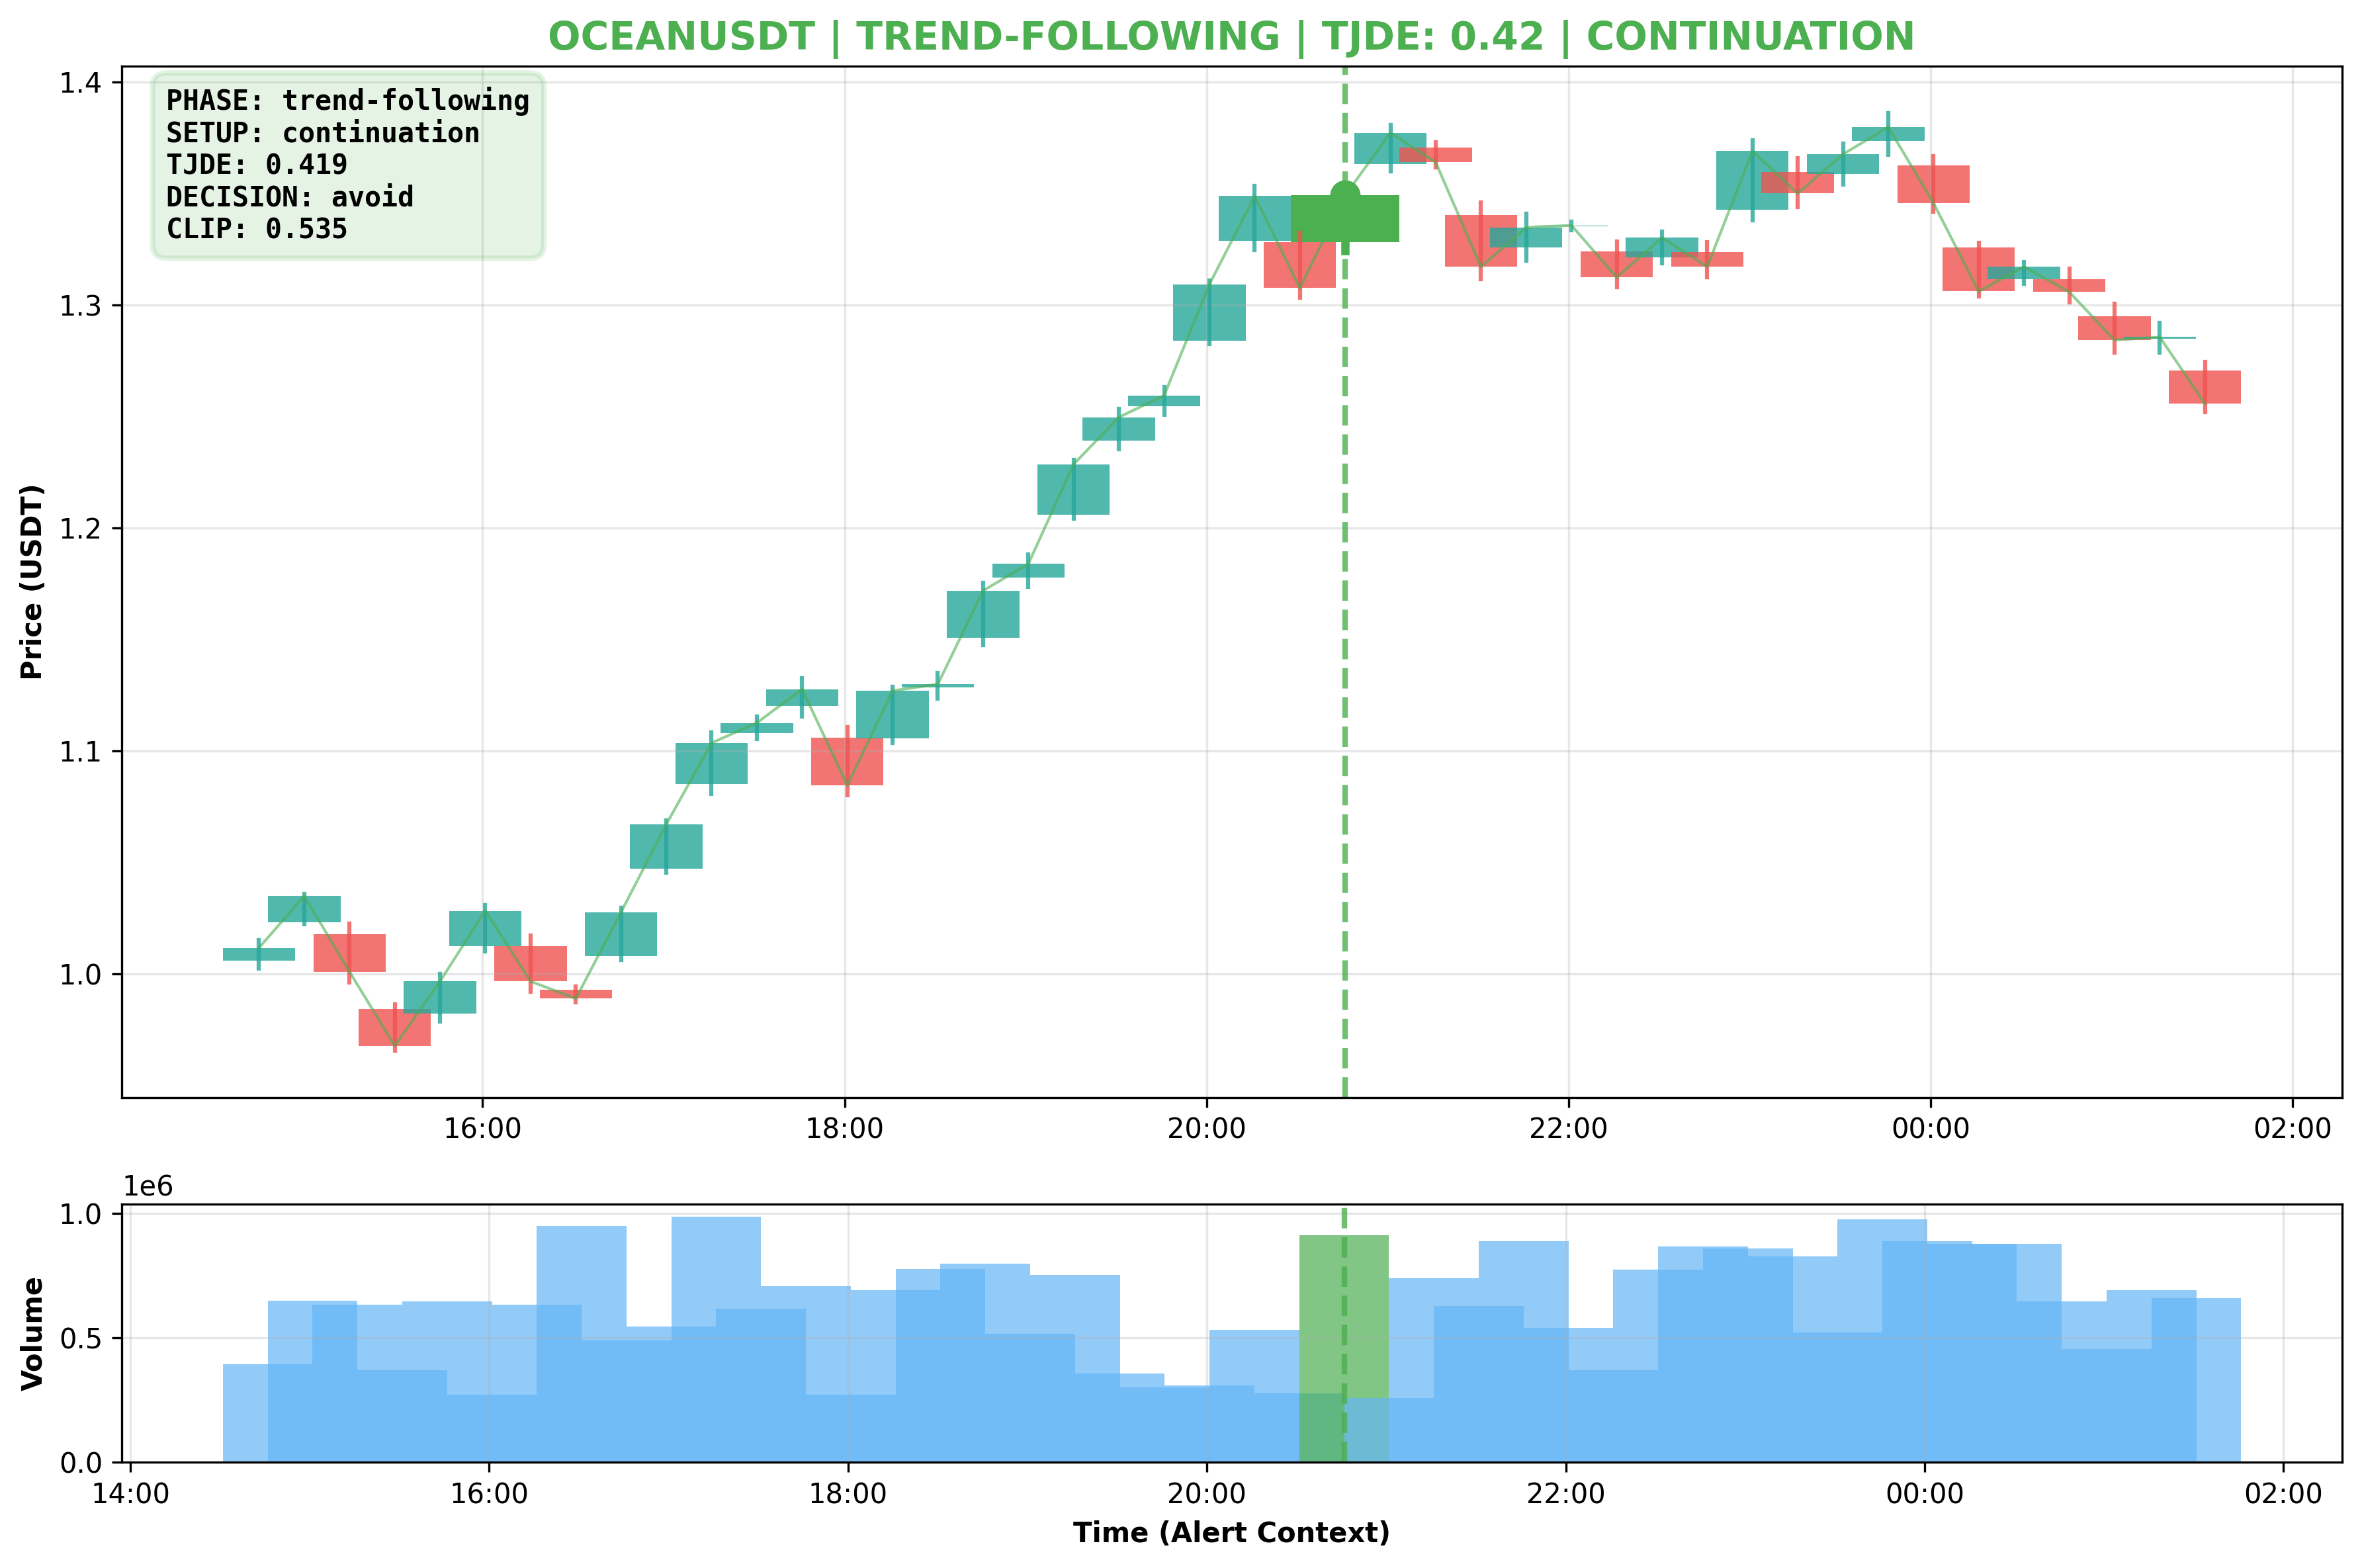 OCEANUSDT | TREND-FOLLOWING | TJDE: 0.42 | CONTINUATION
PHASE: trend-following
SETUP: continuation
TJDE: 0.419
DECISION: avoid
CLIP: 0.535
Price (USDT)
1.4
1.3
1.2
1.1
1.0
16:00 18:00 20:00 22:00 00:00 02:00
1e6
Volume
1.0
0.5
0.0
14:00 16:00 18:00 20:00 22:00 00:00 02:00
Time (Alert Context)